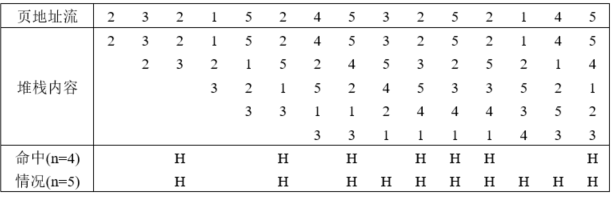 页地址流 2 3 2 1 5 2 4 5 3 2 5 2 1 4 5
2 3 2 1 5 2 4 5 3 2 5 2 1 4 5
2 3 2 1 5 2 4 5 3 2 5 2 1 4
堆栈内容 3 2 1 5 2 4 5 3 3 5 2 1
3 3 1 1 2 4 4 4 3 5 2
3 3 1 1 1 1 4 3 3
命中(n=4) H H H H H H H
情况(n=5) H H H H H H H H H H